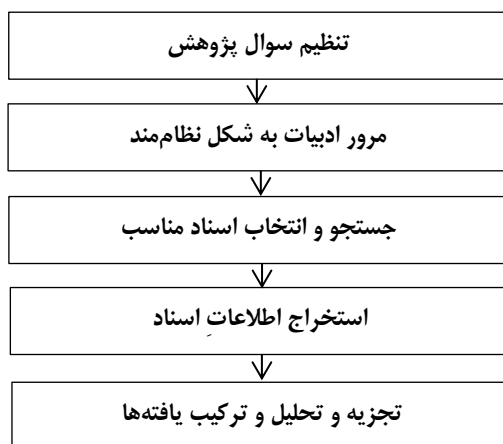 تنظیم سوال پژوهش
مرور ادبیات به شکل نظام‌مند
جستجو و انتخاب اسناد مناسب
استخراج اطلاعاتِ اسناد
تجزیه و تحلیل و ترکیب یافته‌ها